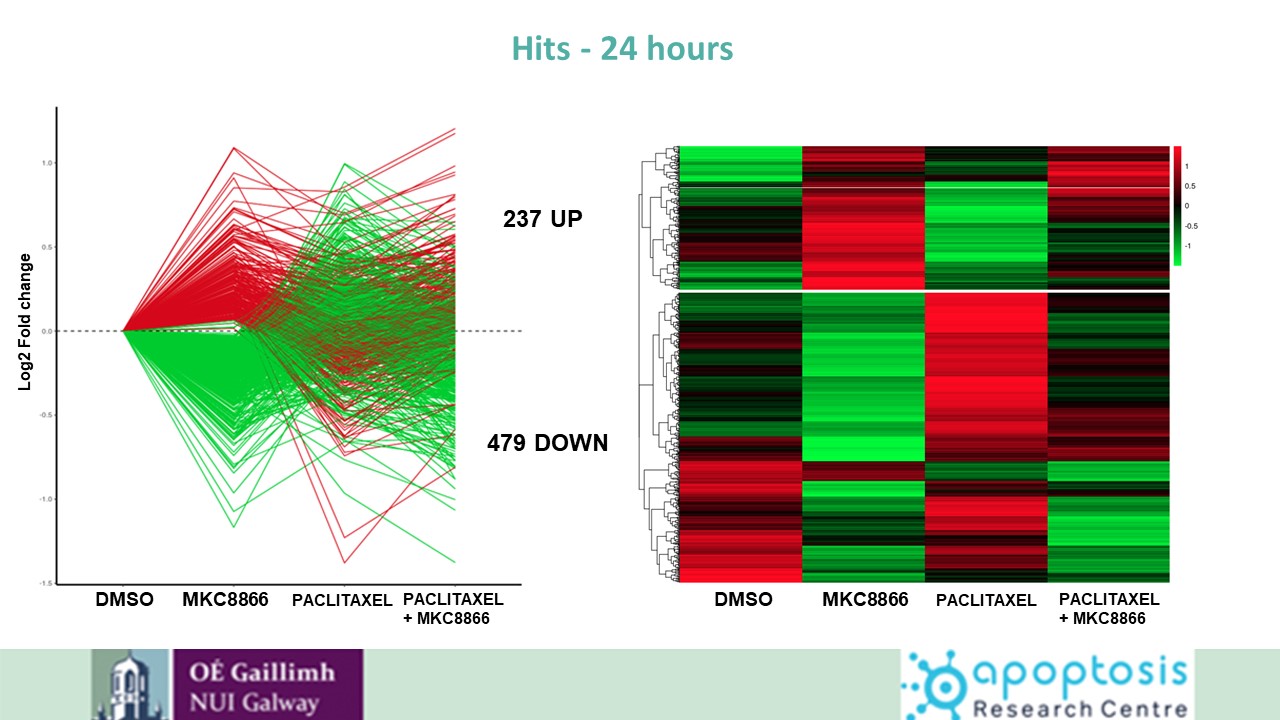 Hits - 24 hours
Log2 Fold change
1.0
0.5
0.0
-0.5
-1.0
-1.5
DMSO
MKC8866
PACLITAXEL
PACLITAXEL
+ MKC8866
237 UP
479 DOWN
1
0.5
0
-0.5
-1
DMSO
MKC8866
PACLITAXEL
PACLITAXEL
+ MKC8866
OÉ Gaillimh
NUI Galway
apoptosis
Research Centre